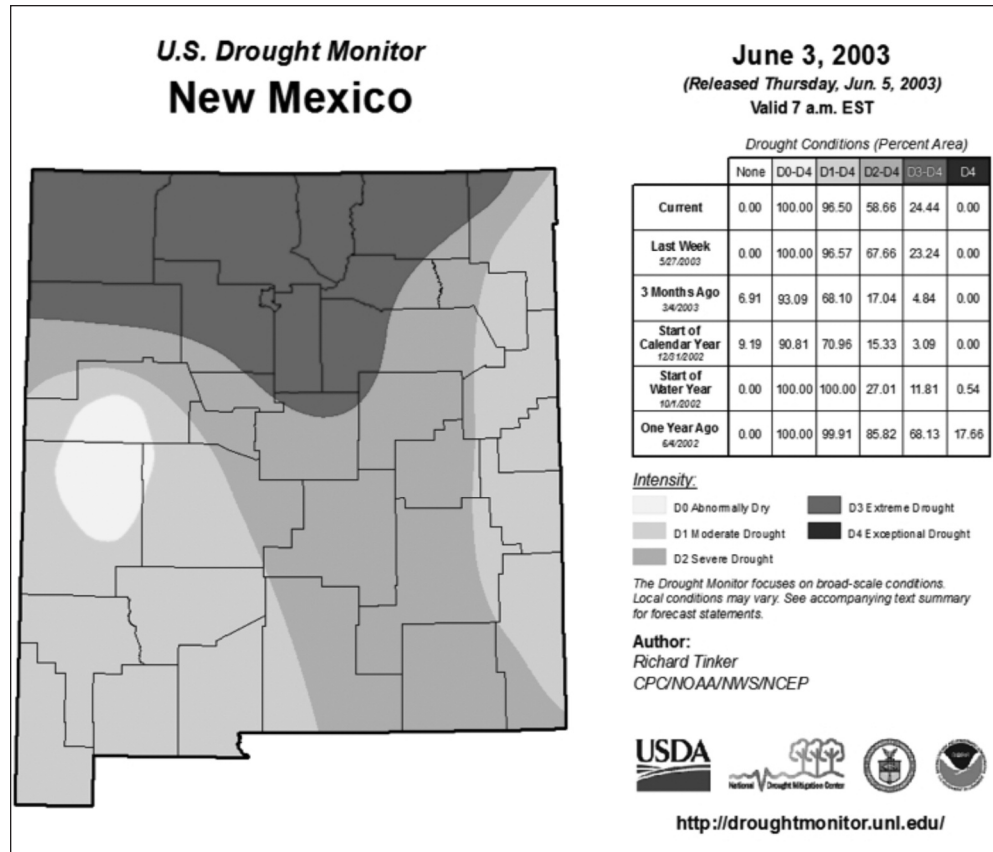 U.S. Drought Monitor
New Mexico
June 3, 2003
(Released Thursday, Jun. 5, 2003)
Valid 7 a.m. EST
Drought Conditions (Percent Area)
None D0-D4 D1-D4 D2-D4 D3-D4 D4
Current 0.00 100.00 96.50 58.66 24.44 0.00
Last Week 5/27/2003 0.00 100.00 96.57 67.66 23.24 0.00
3 Months Ago 3/4/2003 6.91 93.09 68.10 17.04 4.84 0.00
Start of Calendar Year 12/31/2002 9.19 90.81 70.96 15.33 3.09 0.00
Start of Water Year 10/1/2002 0.00 100.00 100.00 27.01 11.81 0.54
One Year Ago 6/4/2002 0.00 100.00 99.91 85.82 68.13 17.66
Intensity:
D0 Abnormally Dry
D1 Moderate Drought
D2 Severe Drought
D3 Extreme Drought
D4 Exceptional Drought
The Drought Monitor focuses on broad-scale conditions.
Local conditions may vary. See accompanying text summary
for forecast statements.
Author:
Richard Tinker
CPC/NOAA/NWS/NCEP
USDA
National Drought Mitigation Center
http://droughtmonitor.unl.edu/